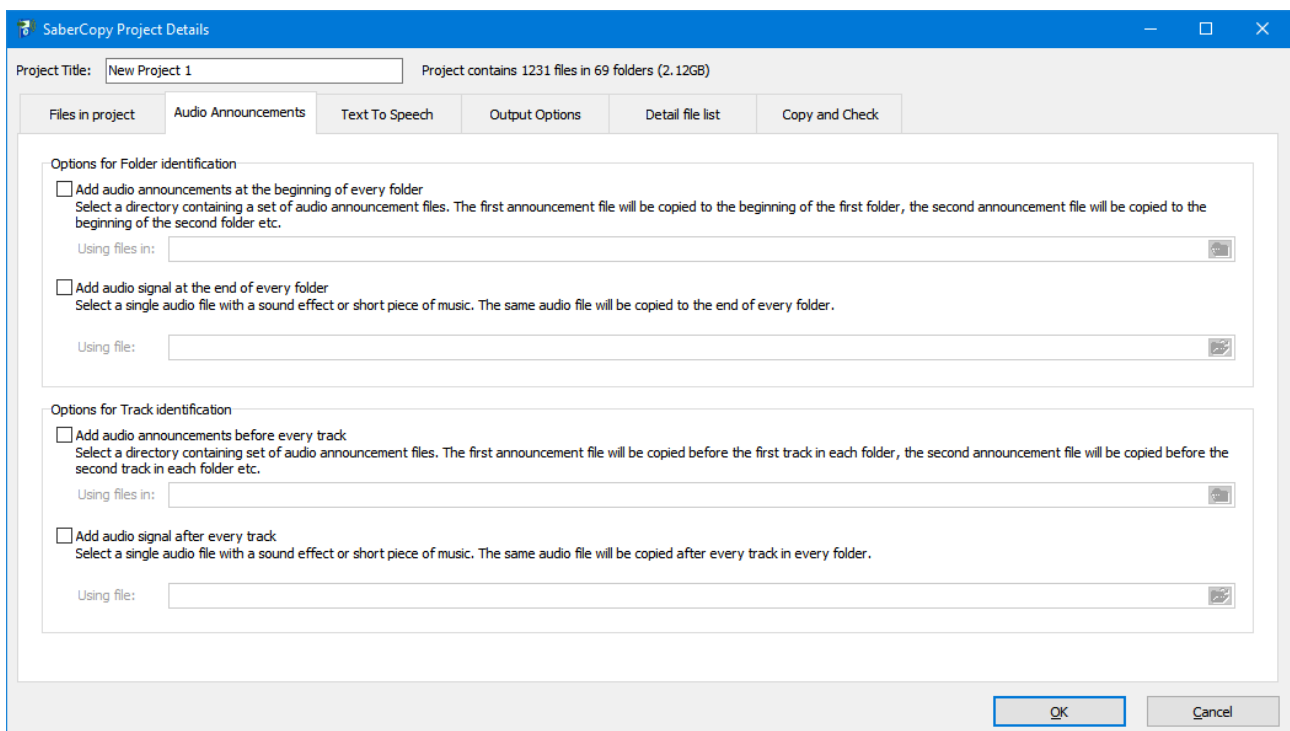 SaberCopy Project Details
Project Title: New Project 1 Project contains 1231 files in 69 folders (2.12GB)
Files in project Audio Announcements Text To Speech Output Options Detail file list Copy and Check
Options for Folder identification
Add audio announcements at the beginning of every folder
Select a directory containing a set of audio announcement files. The first announcement file will be copied to the beginning of the first folder, the second announcement file will be copied to the
beginning of the second folder etc.
Using files in:
Add audio signal at the end of every folder
Select a single audio file with a sound effect or short piece of music. The same audio file will be copied to the end of every folder.
Using file:
Options for Track identification
Add audio announcements before every track
Select a directory containing set of audio announcement files. The first announcement file will be copied before the first track in each folder, the second announcement file will be copied before the
second track in each folder etc.
Using files in:
Add audio signal after every track
Select a single audio file with a sound effect or short piece of music. The same audio file will be copied after every track in every folder.
Using file:
OK Cancel